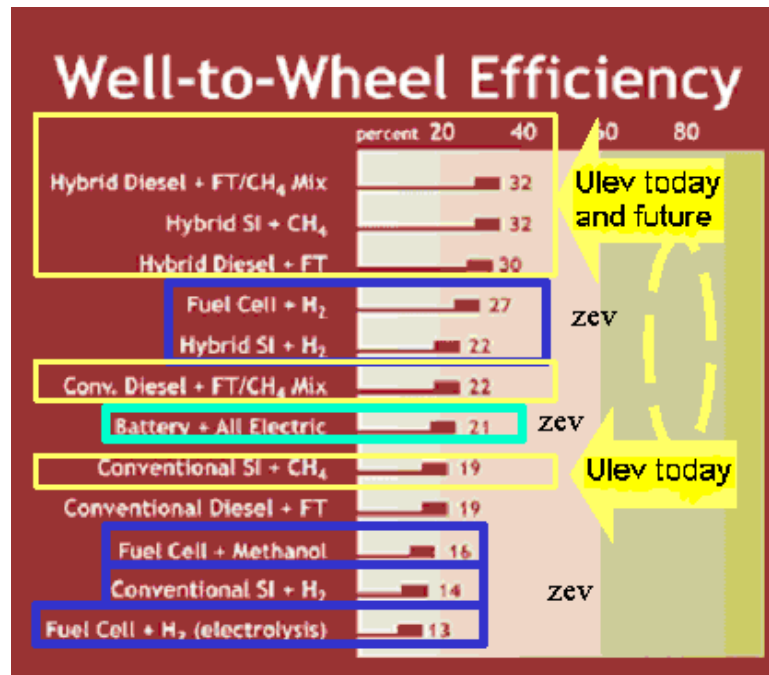 Well-to-Wheel Efficiency
percent 20 40 60 80
Hybrid Diesel + FT/CH₄ Mix 32
Ulev today
and future
Hybrid SI + CH₄ 32
Hybrid Diesel + FT 30
Fuel Cell + H₂ 27
zev
Hybrid SI + H₂ 22
Conv. Diesel + FT/CH₄ Mix 22
Battery + All Electric 21
zev
Conventional SI + CH₄ 19
Ulev today
Conventional Diesel + FT 19
Fuel Cell + Methanol 16
Conventional SI + H₂ 14
zev
Fuel Cell + H₂ (electrolysis) 13